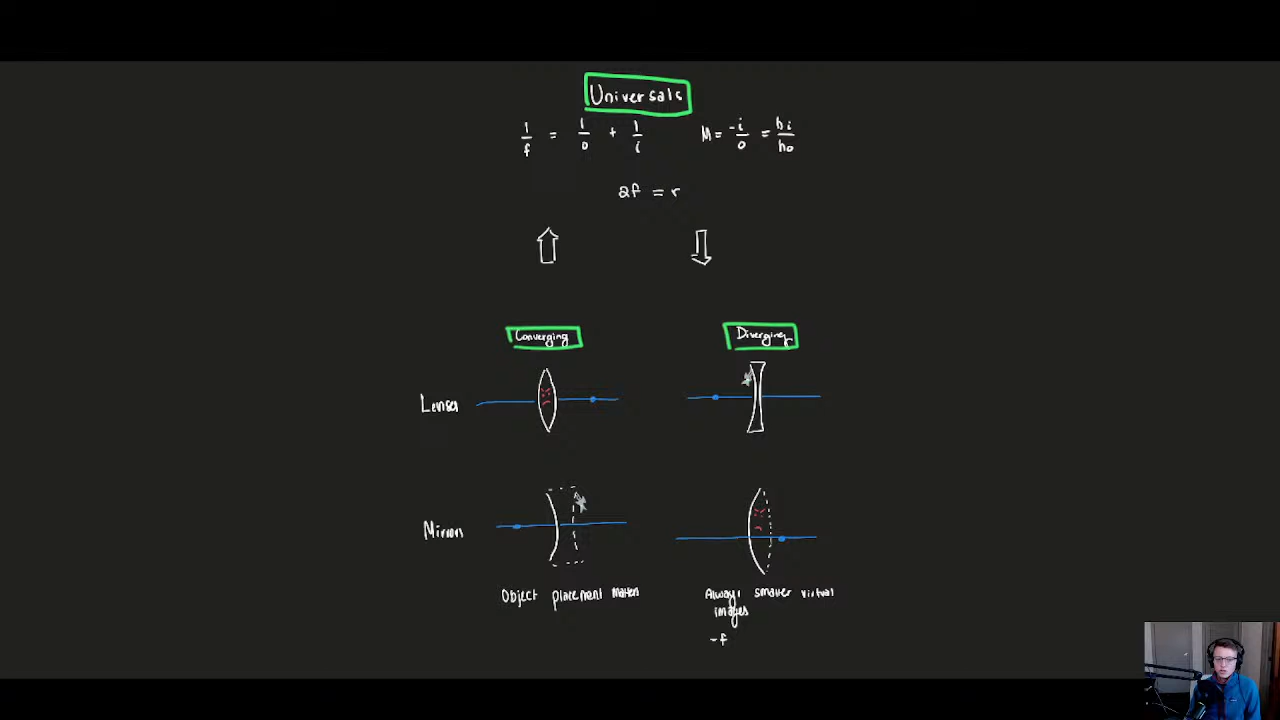 Universals
1/f = 1/o + 1/i M = -i/o = hi/ho
2f = r
Converging Diverging
Lenses
Mirrors
Object placement Matters
Always smaller virtual
images
-f